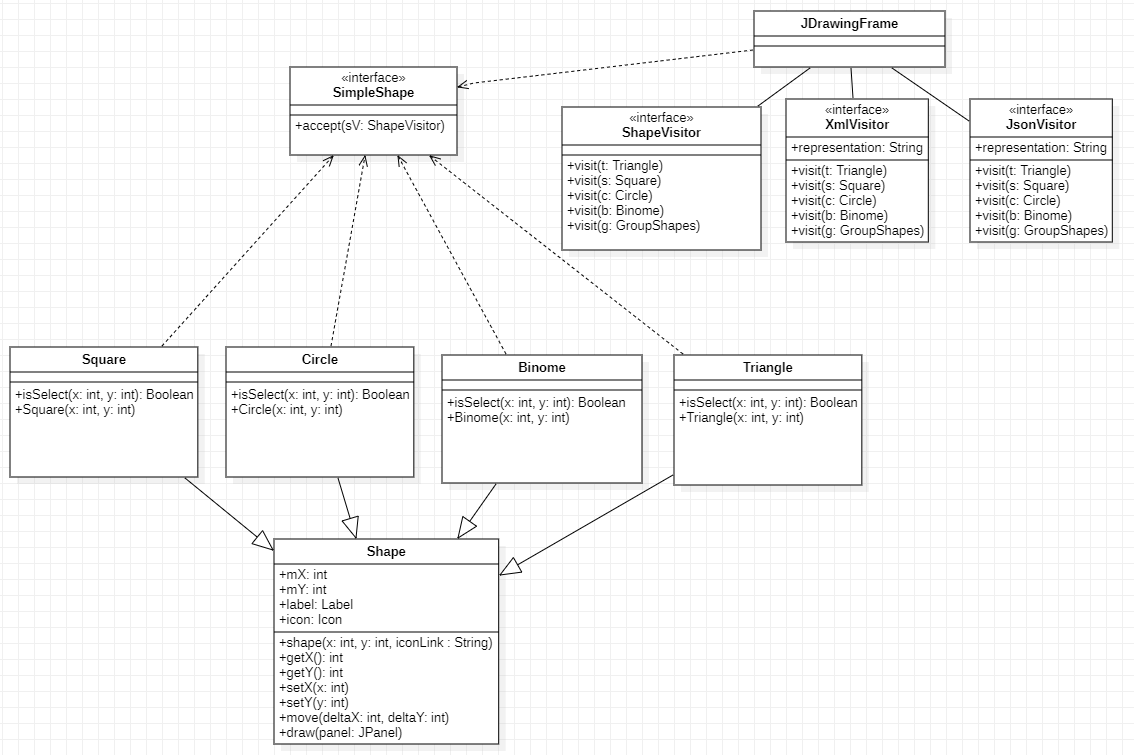 JDrawingFrame
«interface»
SimpleShape
+accept(sV: ShapeVisitor)
«interface»
ShapeVisitor
+visit(t: Triangle)
+visit(s: Square)
+visit(c: Circle)
+visit(b: Binome)
+visit(g: GroupShapes)
«interface»
XmlVisitor
+representation: String
+visit(t: Triangle)
+visit(s: Square)
+visit(c: Circle)
+visit(b: Binome)
+visit(g: GroupShapes)
«interface»
JsonVisitor
+representation: String
+visit(t: Triangle)
+visit(s: Square)
+visit(c: Circle)
+visit(b: Binome)
+visit(g: GroupShapes)
Square
+isSelect(x: int, y: int): Boolean
+Square(x: int, y: int)
Circle
+isSelect(x: int, y: int): Boolean
+Circle(x: int, y: int)
Binome
+isSelect(x: int, y: int): Boolean
+Binome(x: int, y: int)
Triangle
+isSelect(x: int, y: int): Boolean
+Triangle(x: int, y: int)
Shape
+mX: int
+mY: int
+label: Label
+icon: Icon
+shape(x: int, y: int, iconLink : String)
+getX(): int
+getY(): int
+setX(x: int)
+setY(y: int)
+move(deltaX: int, deltaY: int)
+draw(panel: JPanel)